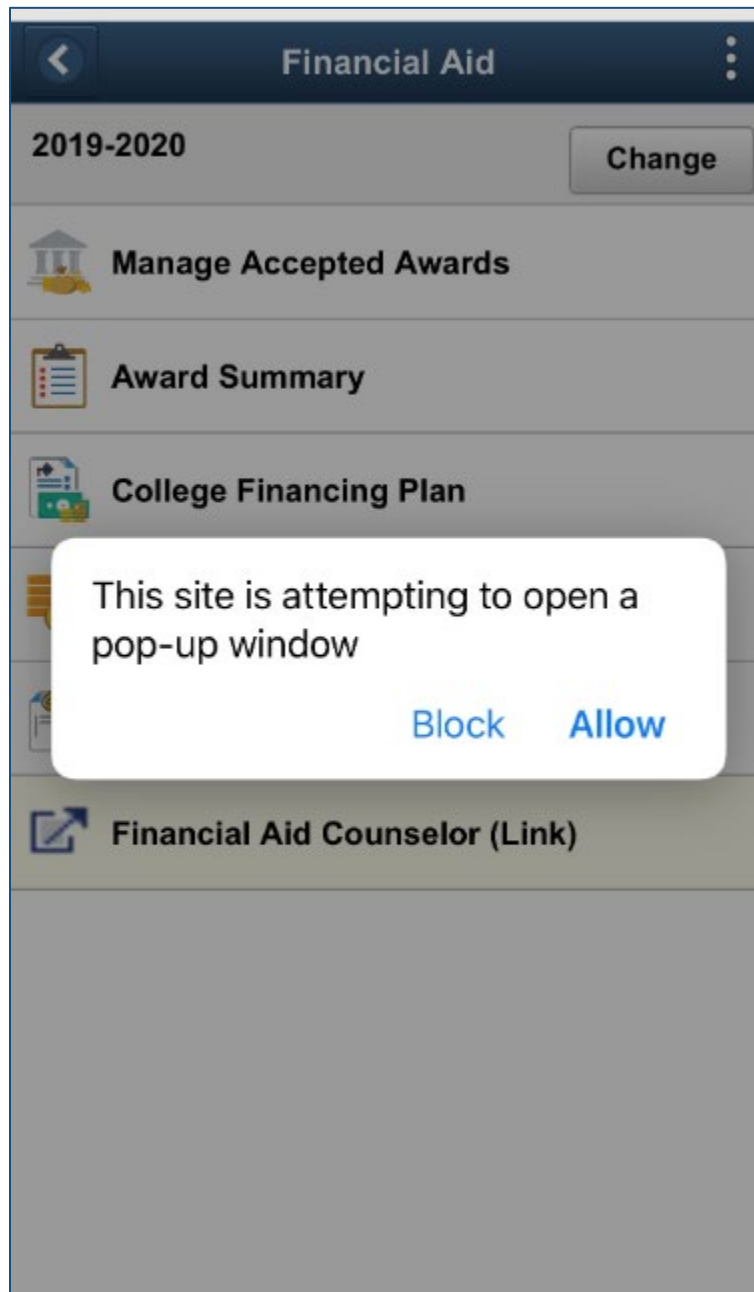 Financial Aid
2019-2020
Change
Manage Accepted Awards
Award Summary
College Financing Plan
This site is attempting to open a
pop-up window
Block Allow
Financial Aid Counselor (Link)